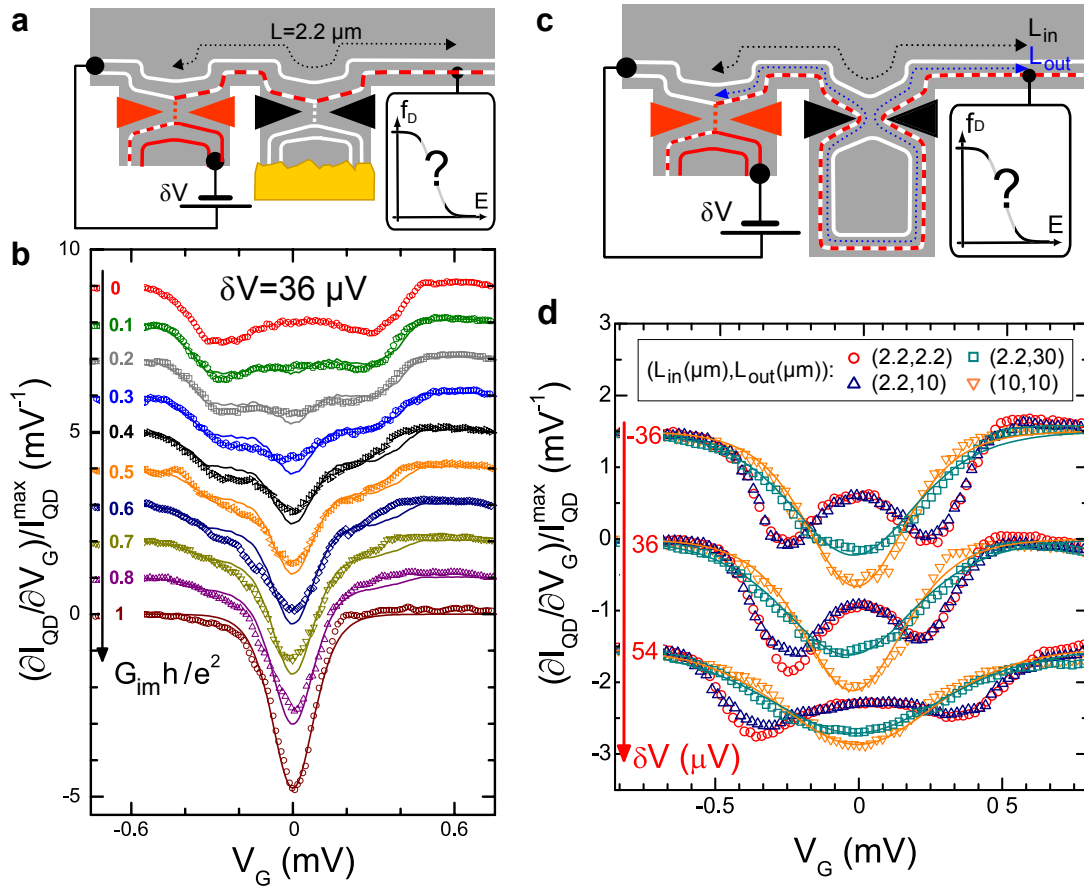 a
L=2.2 µm
δV
f_D
?
E
b
δV=36 µV
10
5
0
-5
0
0.1
0.2
0.3
0.4
0.5
0.6
0.7
0.8
1
G_im h/e²
(∂I_QD/∂V_G)/I_QD^max (mV⁻¹)
-0.6
0
0.6
V_G (mV)
c
L_in
L_out
δV
f_D
?
E
d
(L_in(µm),L_out(µm)):
(2.2,2.2)
(2.2,30)
(2.2,10)
(10,10)
3
2
1
0
-1
-2
-3
-36
36
54
δV (µV)
(∂I_QD/∂V_G)/I_QD^max (mV⁻¹)
-0.5
0
0 5
V_G (mV)